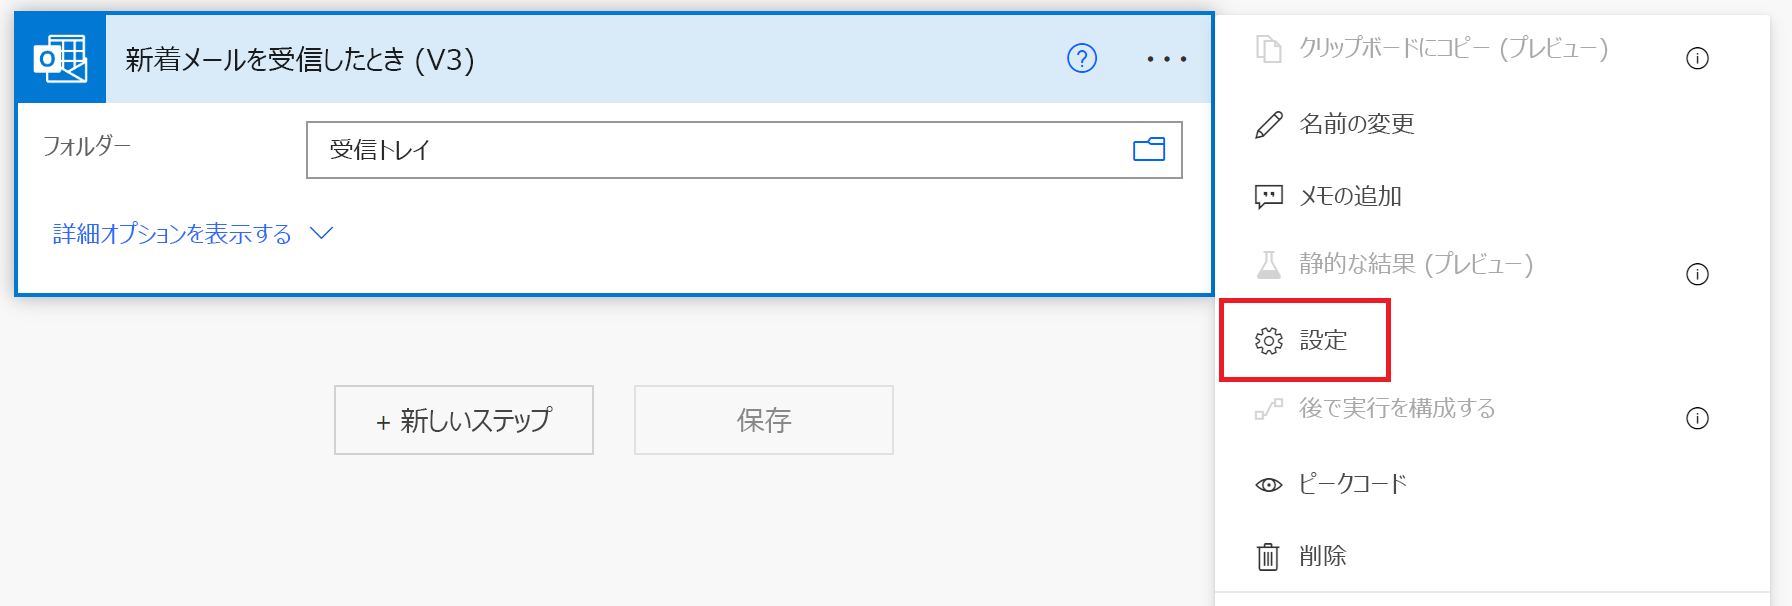 新着メールを受信したとき (V3)
フォルダー
受信トレイ
詳細オプションを表示する
+ 新しいステップ
保存
クリップボードにコピー (プレビュー)
名前の変更
メモの追加
静的な結果 (プレビュー)
設定
後で実行を構成する
ピークコード
削除